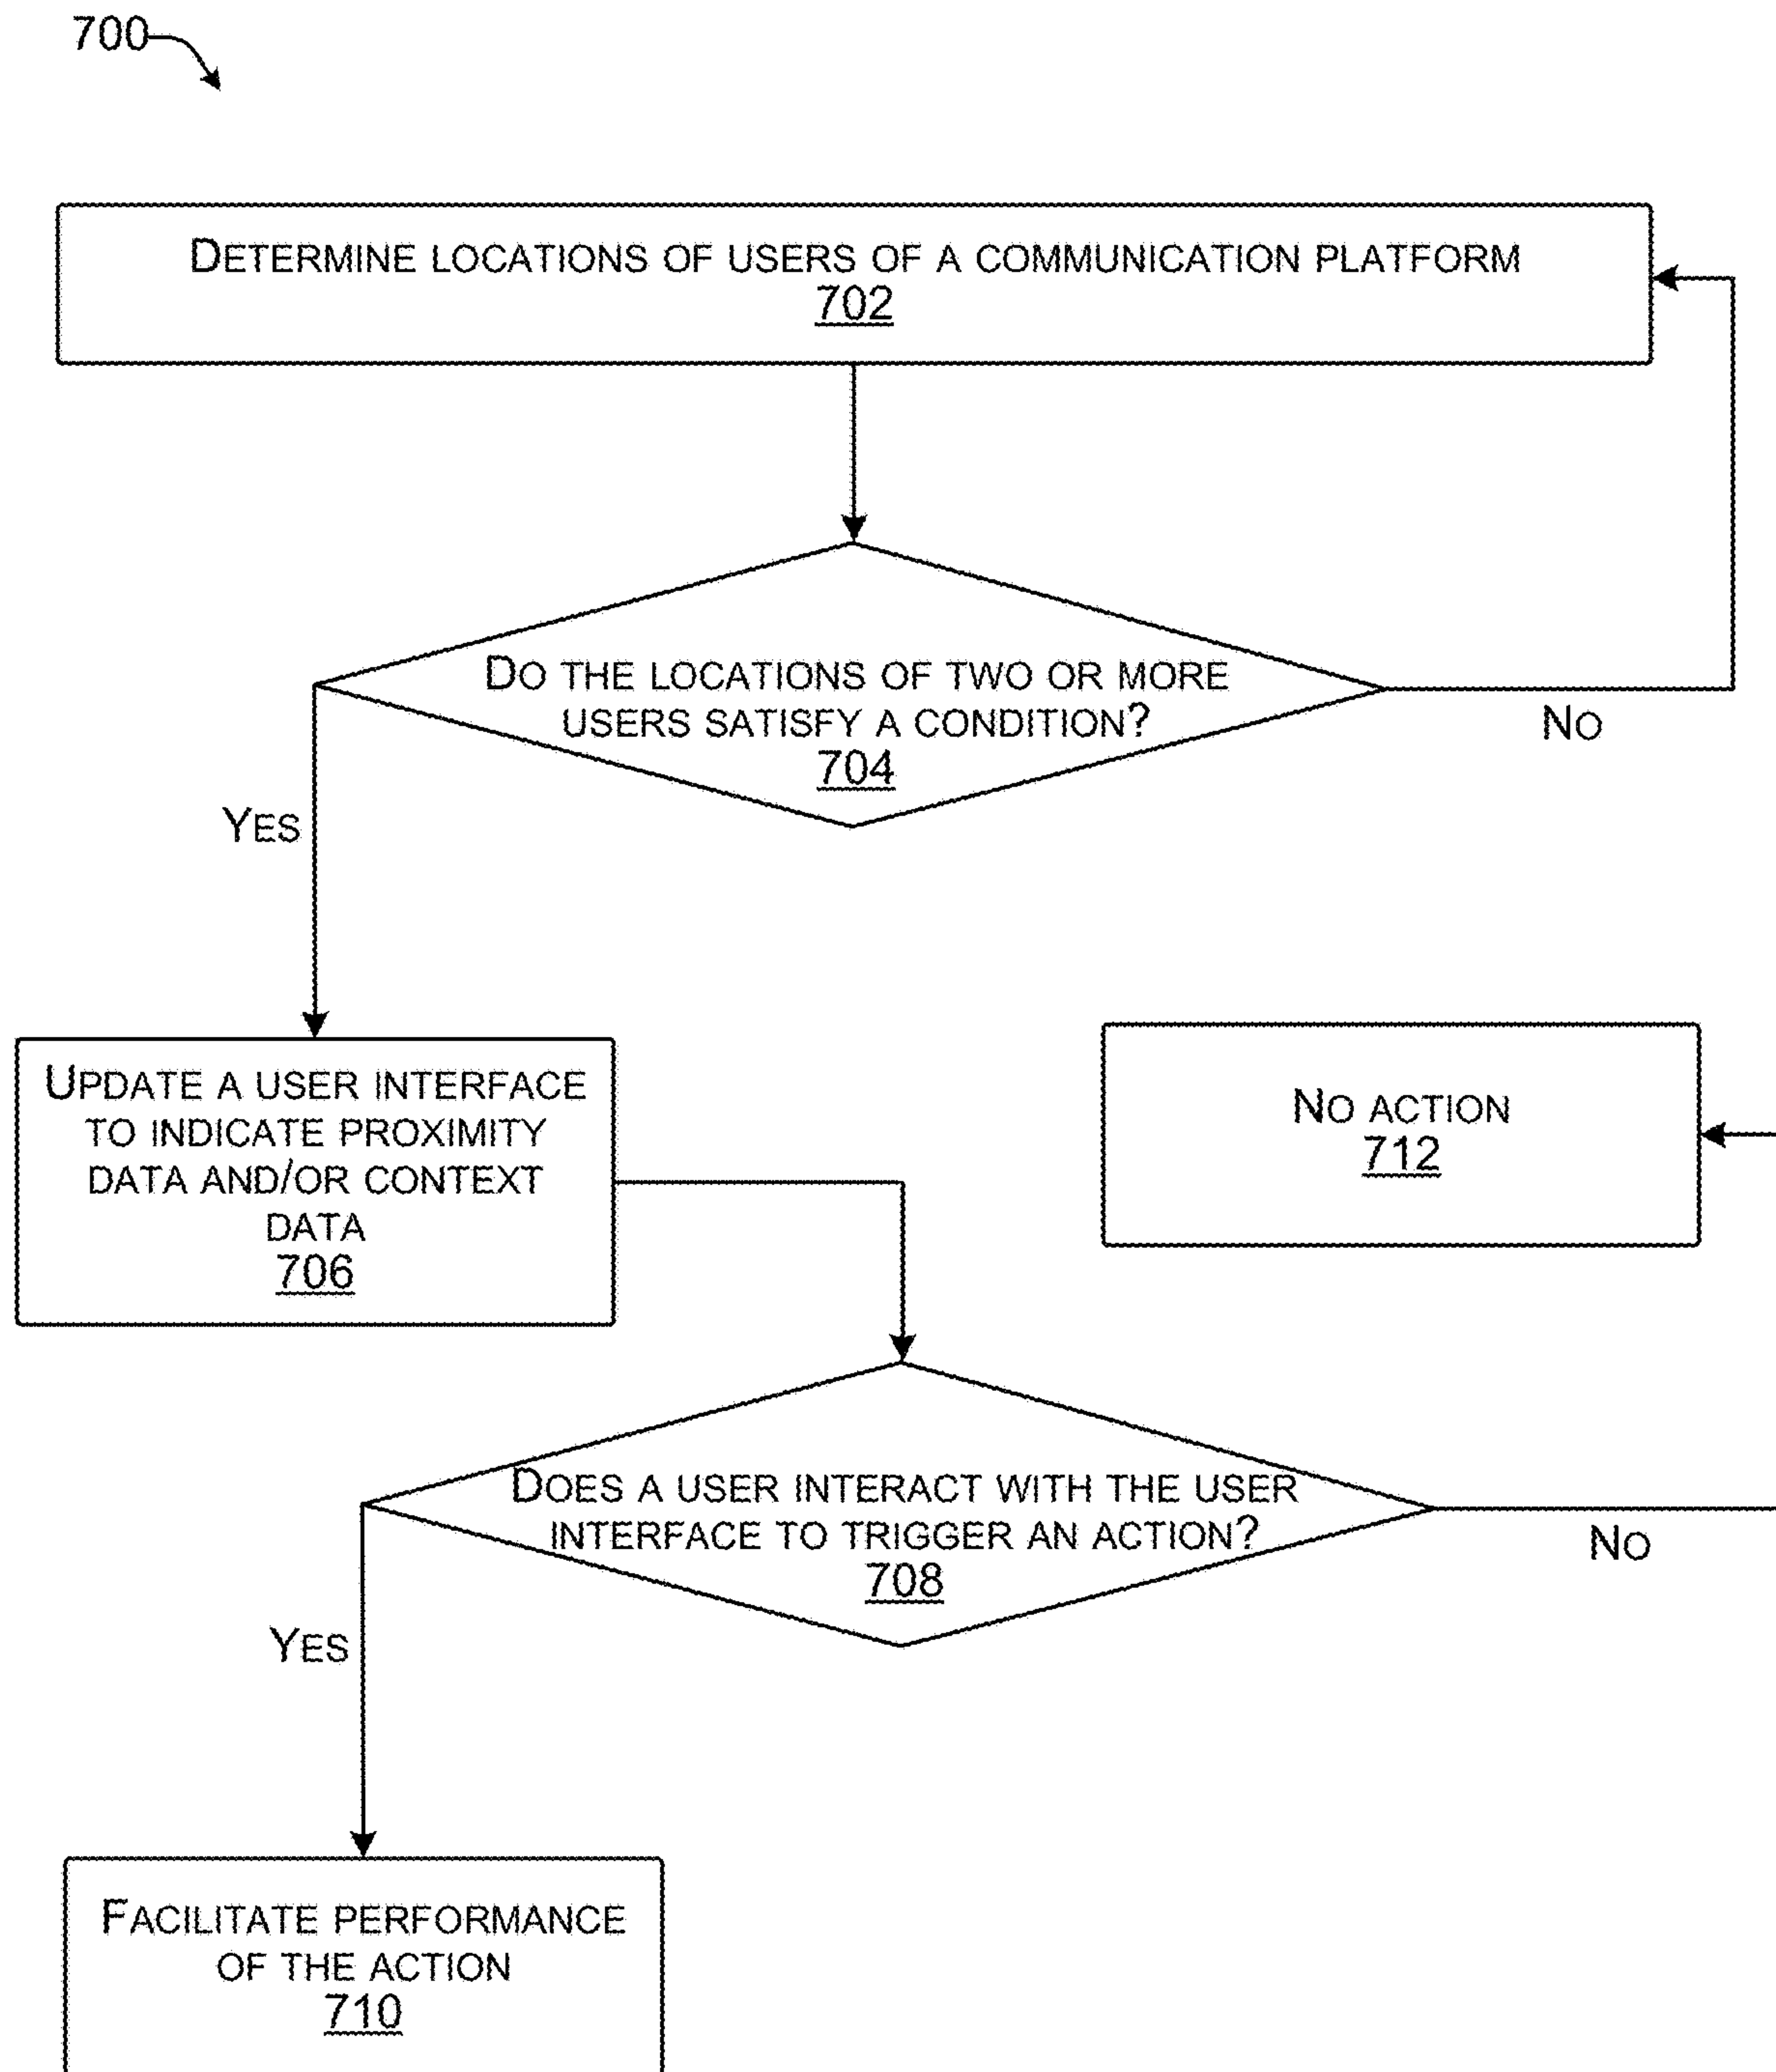 700
DETERMINE LOCATIONS OF USERS OF A COMMUNICATION PLATFORM
702
DO THE LOCATIONS OF TWO OR MORE
USERS SATISFY A CONDITION?
704
NO
YES
UPDATE A USER INTERFACE
TO INDICATE PROXIMITY
DATA AND/OR CONTEXT
DATA
706
NO ACTION
712
DOES A USER INTERACT WITH THE USER
INTERFACE TO TRIGGER AN ACTION?
708
NO
YES
FACILITATE PERFORMANCE
OF THE ACTION
710